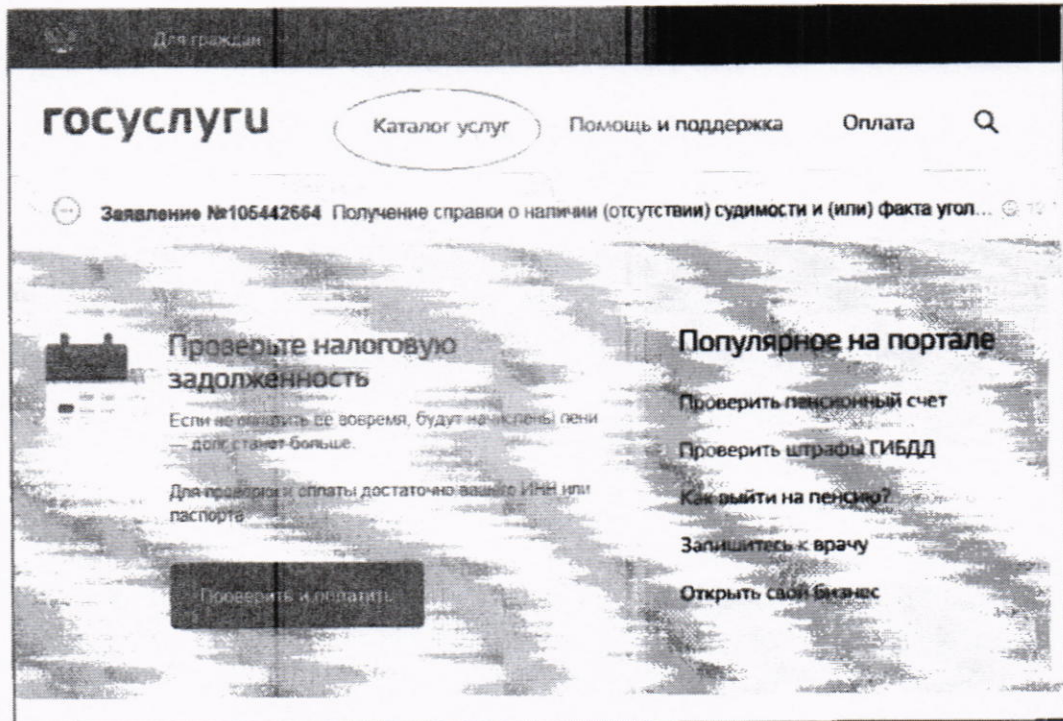 Для граждан
госуслуги
Каталог услуг
Помощь и поддержка
Оплата
Заявление №105442664 Получение справки о наличии (отсутствии) судимости и (или) факта угол...
Проверьте налоговую
задолженность
Если не оплатить ее вовремя, будут начислены пени
— долг станет больше.
Для проверки и оплаты достаточно вашего ИНН или
паспорта
Проверить и оплатить
Популярное на портале
Проверить пенсионный счет
Проверить штрафы ГИБДД
Как выйти на пенсию?
Запишитесь к врачу
Открыть свой бизнес